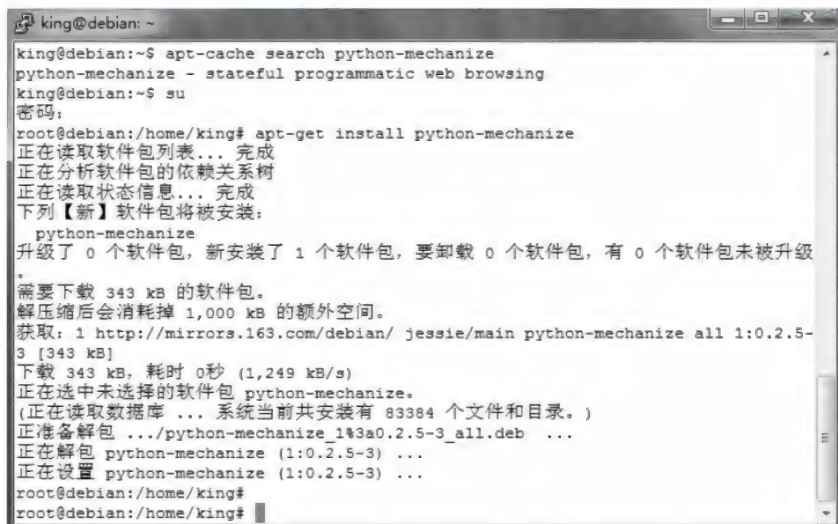 king@debian: ~
king@debian:~$ apt-cache search python-mechanize
python-mechanize - stateful programmatic web browsing
king@debian:~$ su
密码：
root@debian:/home/king# apt-get install python-mechanize
正在读取软件包列表... 完成
正在分析软件包的依赖关系树
正在读取状态信息... 完成
下列【新】软件包将被安装：
python-mechanize
升级了 0 个软件包，新安装了 1 个软件包，要卸载 0 个软件包，有 0 个软件包未被升级
。
需要下载 343 kB 的软件包。
解压缩后会消耗掉 1,000 kB 的额外空间。
获取：1 http://mirrors.163.com/debian/ jessie/main python-mechanize all 1:0.2.5-
3 [343 kB]
下载 343 kB，耗时 0秒 (1,249 kB/s)
正在选中未选择的软件包 python-mechanize。
(正在读取数据库 ... 系统当前共安装有 83384 个文件和目录。)
正准备解包 .../python-mechanize_1%3a0.2.5-3_all.deb ...
正在解包 python-mechanize (1:0.2.5-3) ...
正在设置 python-mechanize (1:0.2.5-3) ...
root@debian:/home/king#
root@debian:/home/king#